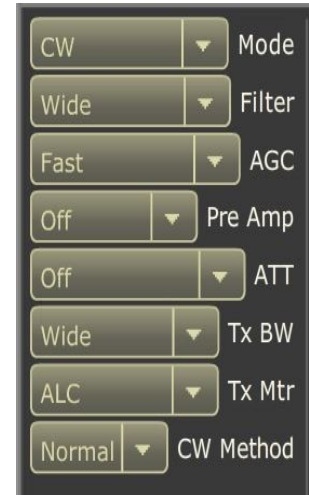 CW Mode
Wide Filter
Fast AGC
Off Pre Amp
Off ATT
Wide Tx BW
ALC Tx Mtr
Normal CW Method